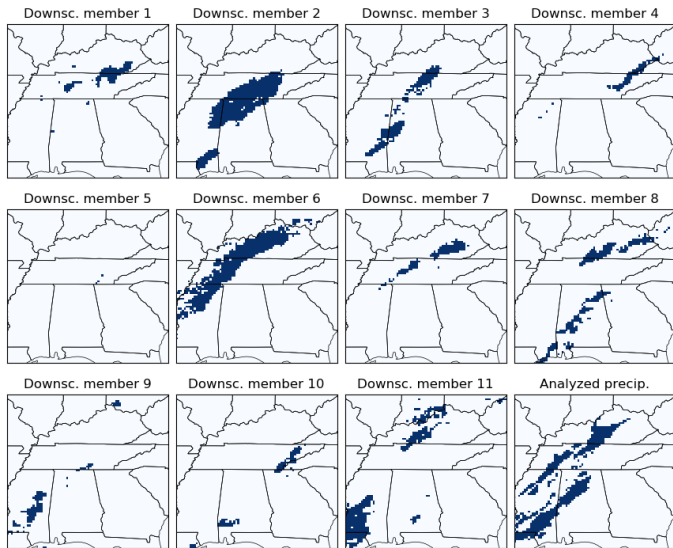 Downsc. member 1
Downsc. member 2
Downsc. member 3
Downsc. member 4
Downsc. member 5
Downsc. member 6
Downsc. member 7
Downsc. member 8
Downsc. member 9
Downsc. member 10
Downsc. member 11
Analyzed precip.